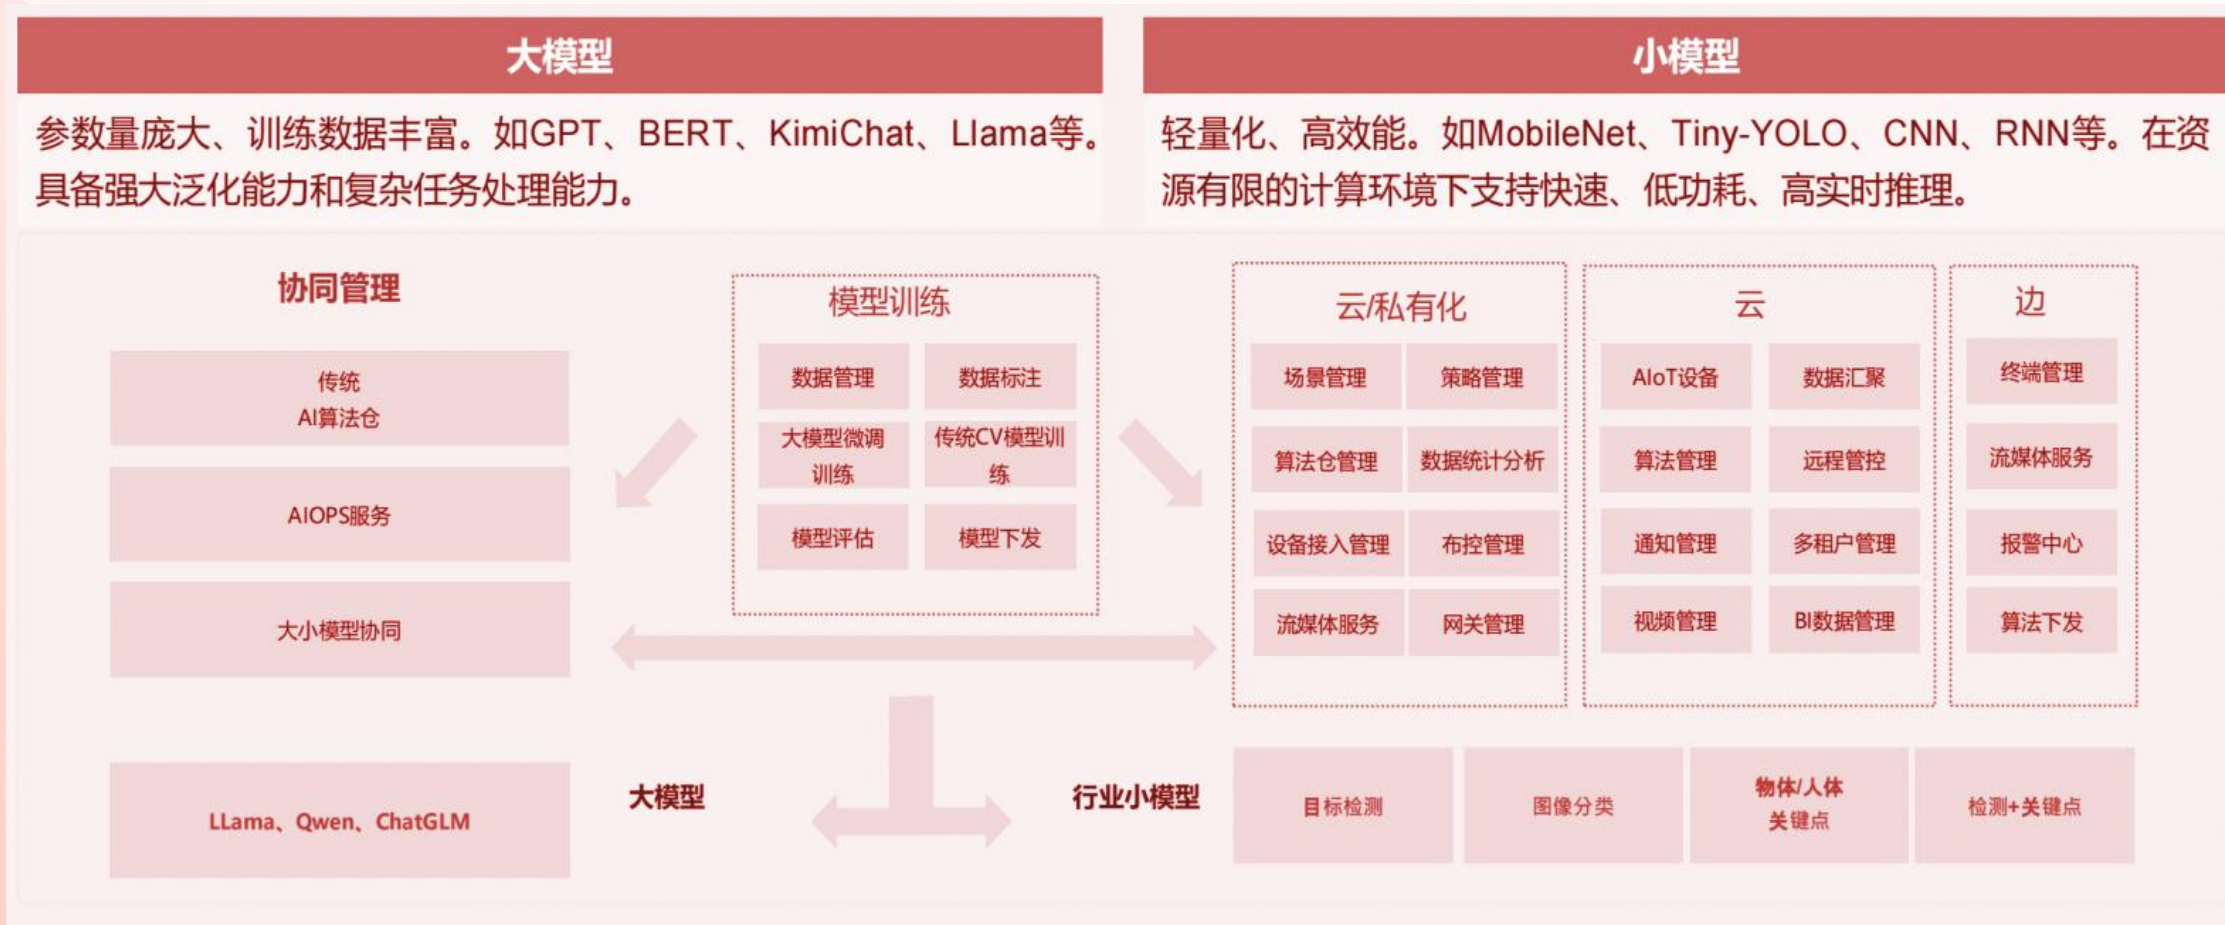 大模型
参数量庞大、训练数据丰富。如GPT、BERT、KimiChat、Llama等。
具备强大泛化能力和复杂任务处理能力。
小模型
轻量化、高效能。如MobileNet、Tiny-YOLO、CNN、RNN等。在资
源有限的计算环境下支持快速、低功耗、高实时推理。
协同管理
传统
AI算法仓
AIOPS服务
大小模型协同
模型训练
数据管理
数据标注
大模型微调
训练
传统CV模型训
练
模型评估
模型下发
云/私有化
场景管理
策略管理
算法仓管理
数据统计分析
设备接入管理
布控管理
流媒体服务
网关管理
云
AIoT设备
数据汇聚
算法管理
远程管控
通知管理
多租户管理
视频管理
BI数据管理
边
终端管理
流媒体服务
报警中心
算法下发
LLama、Qwen、ChatGLM
大模型
行业小模型
目标检测
图像分类
物体/人体
关键点
检测+关键点